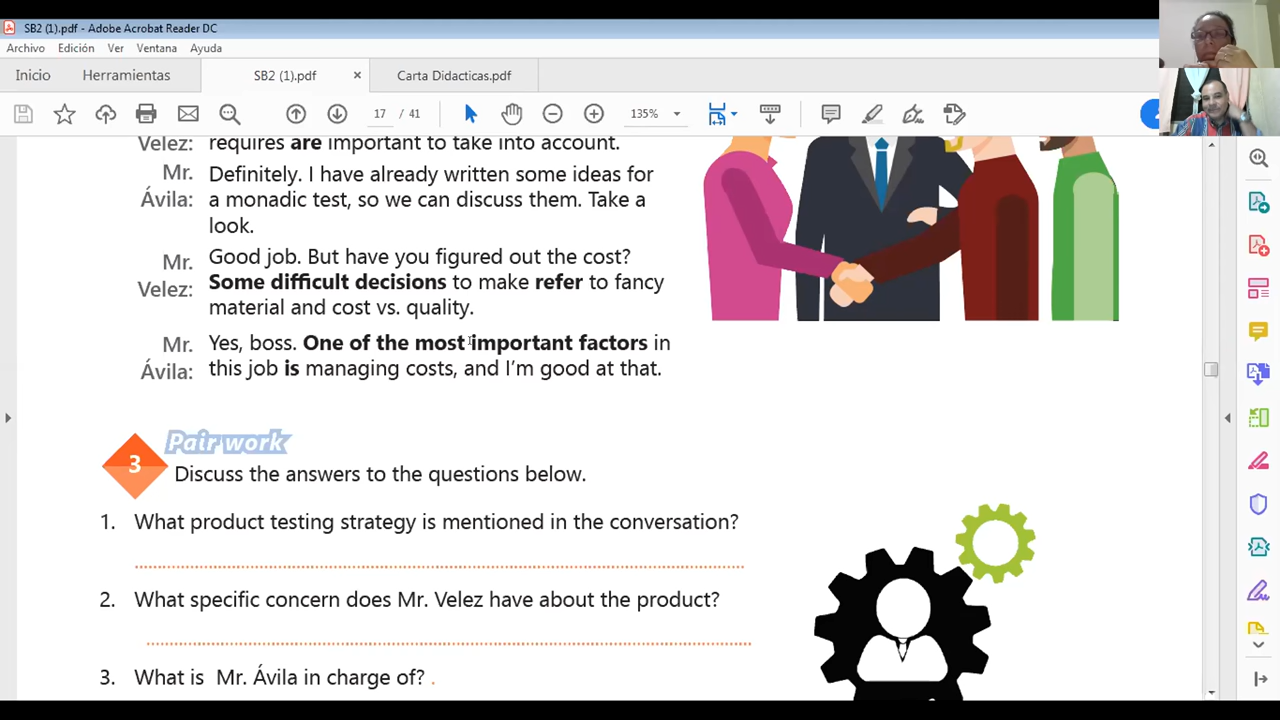 SB2 (1).pdf - Adobe Acrobat Reader DC
Archivo Edición Ver Ventana Ayuda
Inicio Herramientas SB2 (1).pdf × Carta Didacticas.pdf
17 / 41 135%
Velez: requires are important to take into account.
Mr. Definitely. I have already written some ideas for
Ávila: a monadic test, so we can discuss them. Take a
look.
Mr. Good job. But have you figured out the cost?
Velez: Some difficult decisions to make refer to fancy
material and cost vs. quality.
Mr. Yes, boss. One of the most important factors in
Ávila: this job is managing costs, and I'm good at that.
Pair work
3 Discuss the answers to the questions below.
1. What product testing strategy is mentioned in the conversation?
2. What specific concern does Mr. Velez have about the product?
3. What is Mr. Ávila in charge of? .